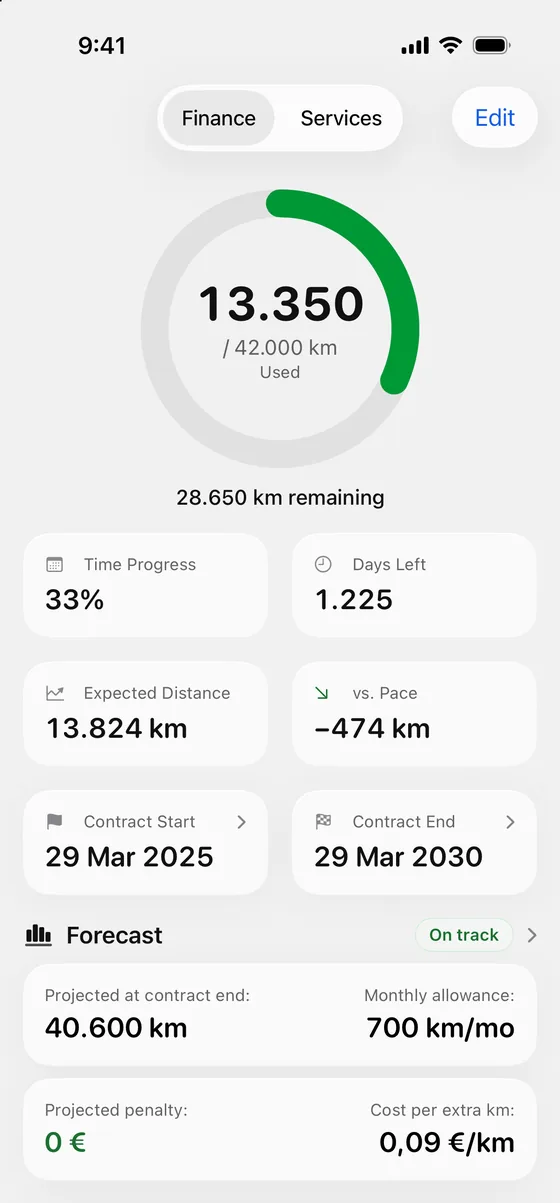 9:41
Finance
Services
Edit
13.350
/ 42.000 km
Used
28.650 km remaining
Time Progress
33%
Days Left
1.225
Expected Distance
13.824 km
vs. Pace
−474 km
Contract Start
29 Mar 2025
Contract End
29 Mar 2030
Forecast
On track
Projected at contract end:
40.600 km
Monthly allowance:
700 km/mo
Projected penalty:
0 €
Cost per extra km:
0,09 €/km